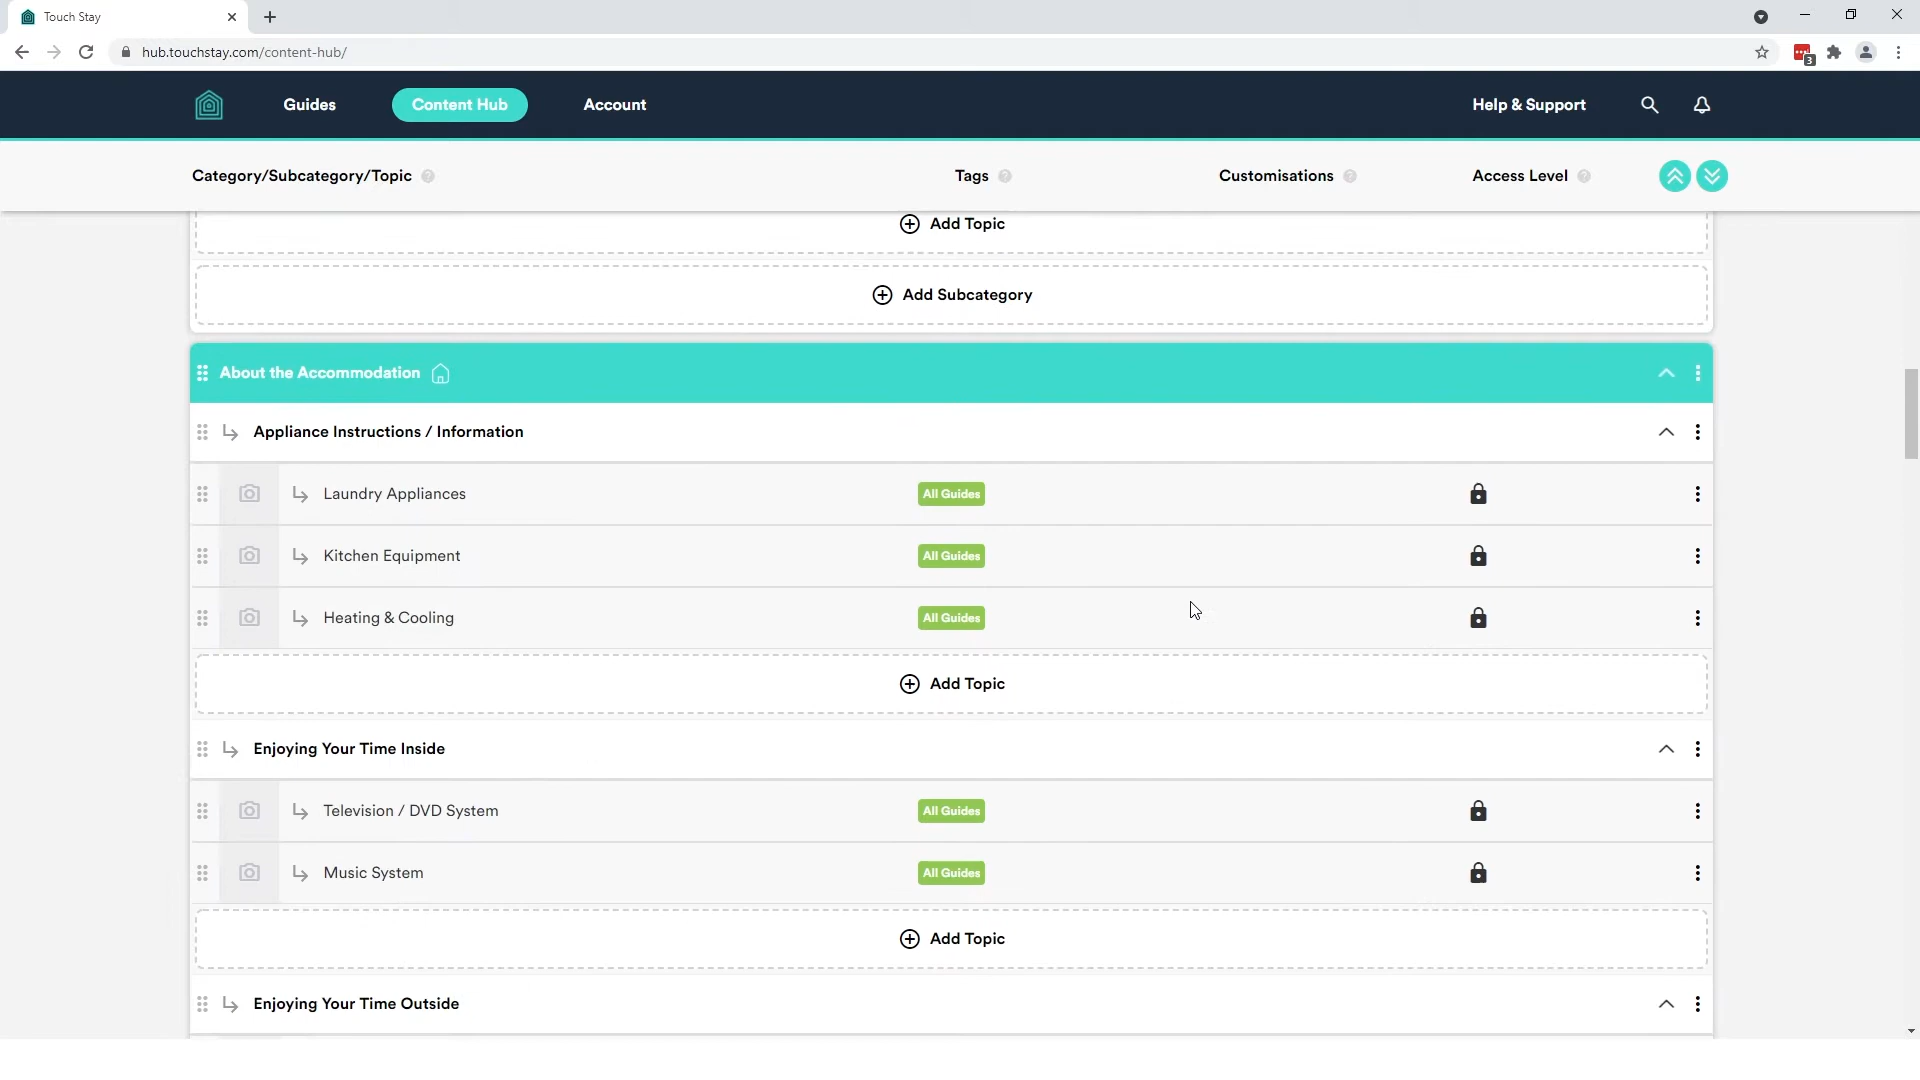 Touch Stay
hub.touchstay.com/content-hub/
3
Guides Content Hub Account Help & Support
Category/Subcategory/Topic ? Tags ? Customisations ? Access Level ?
Add Topic
Add Subcategory
About the Accommodation
Appliance Instructions / Information
Laundry Appliances All Guides
Kitchen Equipment All Guides
Heating & Cooling All Guides
Add Topic
Enjoying Your Time Inside
Television / DVD System All Guides
Music System All Guides
Add Topic
Enjoying Your Time Outside